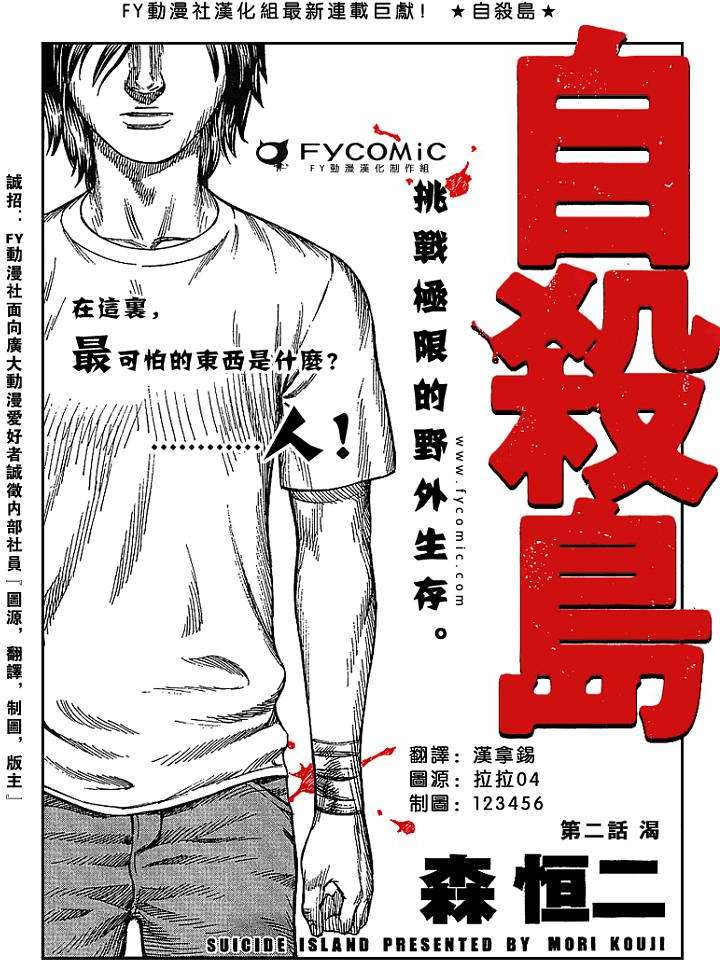 FY動漫社漢化組最新連載巨獻! ★自殺島★
自殺島
FYCOMiC
FY動漫漢化制作組
挑戰極限的野外生存。
www.fycomic.com
在這裏，
最可怕的東西是什麼？
………人！
誠招：FY動漫社面向廣大動漫爱好者誠徵内部社員『圖源，翻譯，制圖，版主』
翻譯：漢拿錫
圖源：拉拉04
制圖：123456
第二話 渴
森 恒二
SUICIDE ISLAND PRESENTED BY MORI KOUJI